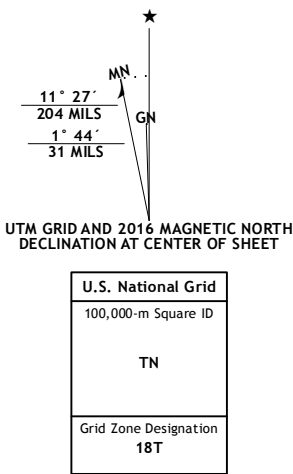 ★
MN
11° 27´
204 MILS
GN
1° 44´
31 MILS
UTM GRID AND 2016 MAGNETIC NORTH
DECLINATION AT CENTER OF SHEET
U.S. National Grid
100,000-m Square ID
TN
Grid Zone Designation
18T